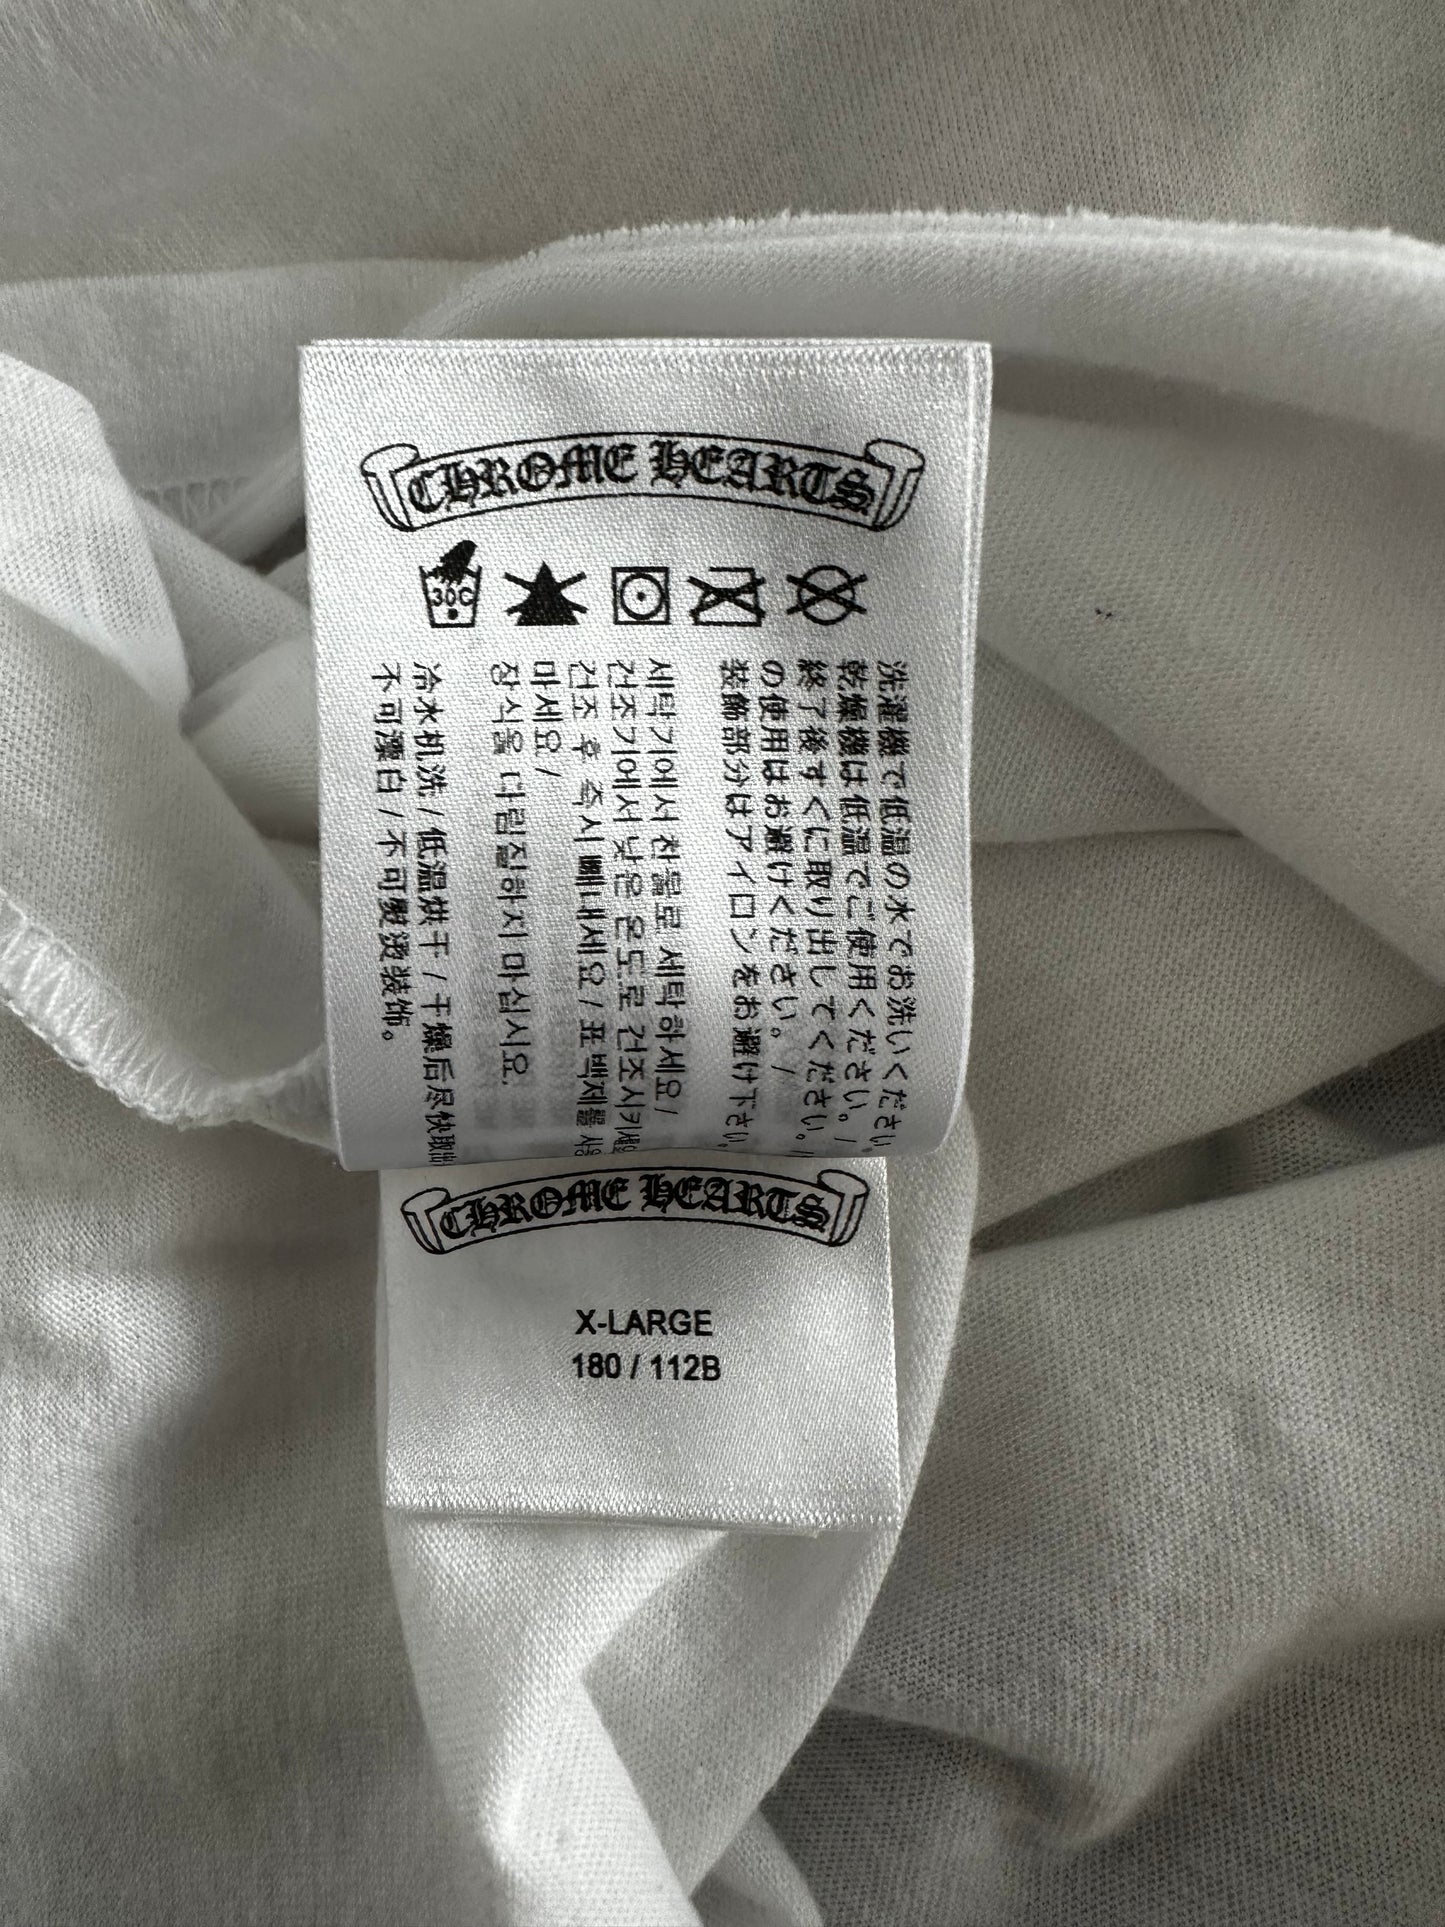 CHROME HEARTS
30C
洗濯機で低温の水でお洗いください。/
乾燥機は低温でご使用ください。/
終了後すぐに取り出してください。/
の使用はお避けください。/
装飾部分はアイロンをお避け下さい。
세탁기에서 찬물로 세탁하세요/
건조기에서 낮은 온도로 건조시키세요
건조 후 즉시 빼내세요/ 표백제를
마세요/
장식을 다림질하지마십시요.
冷水机洗/低温烘干/干燥后尽快取出
不可漂白/不可熨烫装饰。
CHROME HEARTS
X-LARGE
180 / 112B